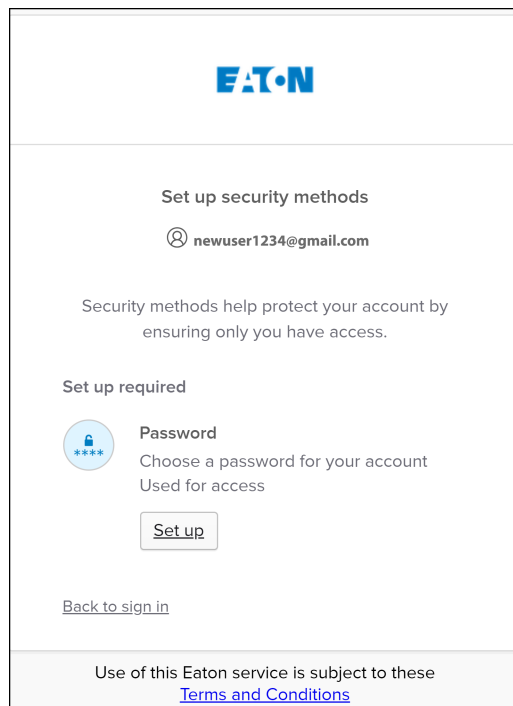 EATON
Set up security methods
newuser1234@gmail.com
Security methods help protect your account by
ensuring only you have access.
Set up required
****
Password
Choose a password for your account
Used for access
Set up
Back to sign in
Use of this Eaton service is subject to these
Terms and Conditions